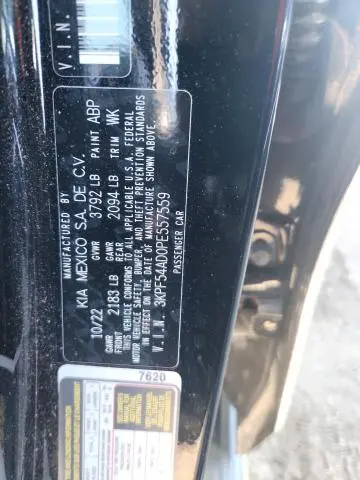 MANUFACTURED BY
KIA MEXICO S.A. DE C.V.
10/22 GVWR 3792 LB PAINT ABP
GAWR FRONT 2183 LB GAWR REAR 2094 LB TRIM WK
THIS VEHICLE CONFORMS TO ALL APPLICABLE U.S.A. FEDERAL
MOTOR VEHICLE SAFETY, BUMPER, AND THEFT PREVENTION STANDARDS
IN EFFECT ON THE DATE OF MANUFACTURE SHOWN ABOVE.
V.I.N. 3KPF54AD0PE557559
PASSENGER CAR
V.I.N.
7620